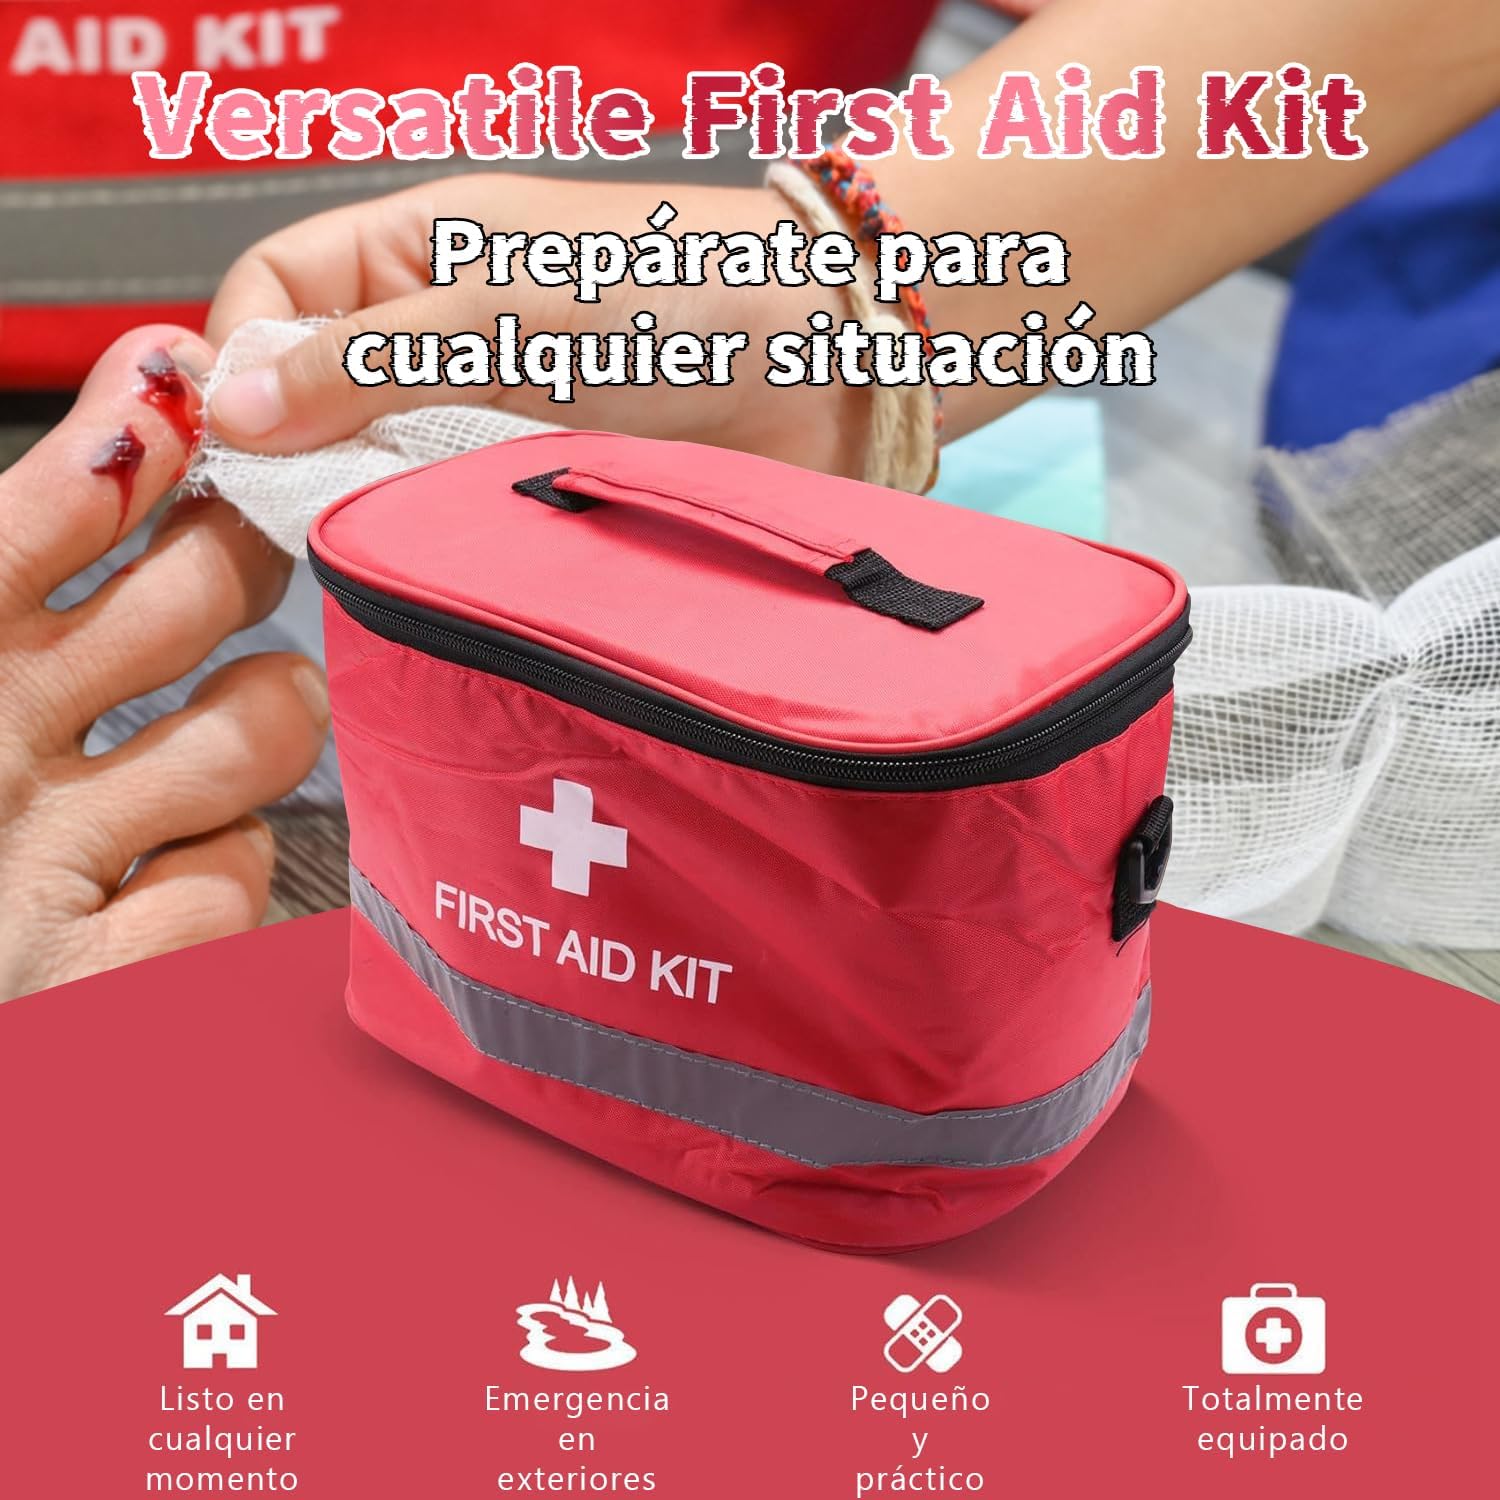 AID KIT
Versatile First Aid Kit
Prepárate para
cualquier situación
FIRST AID KIT
Listo en
cualquier
momento
Emergencia
en
exteriores
Pequeño
y
práctico
Totalmente
equipado